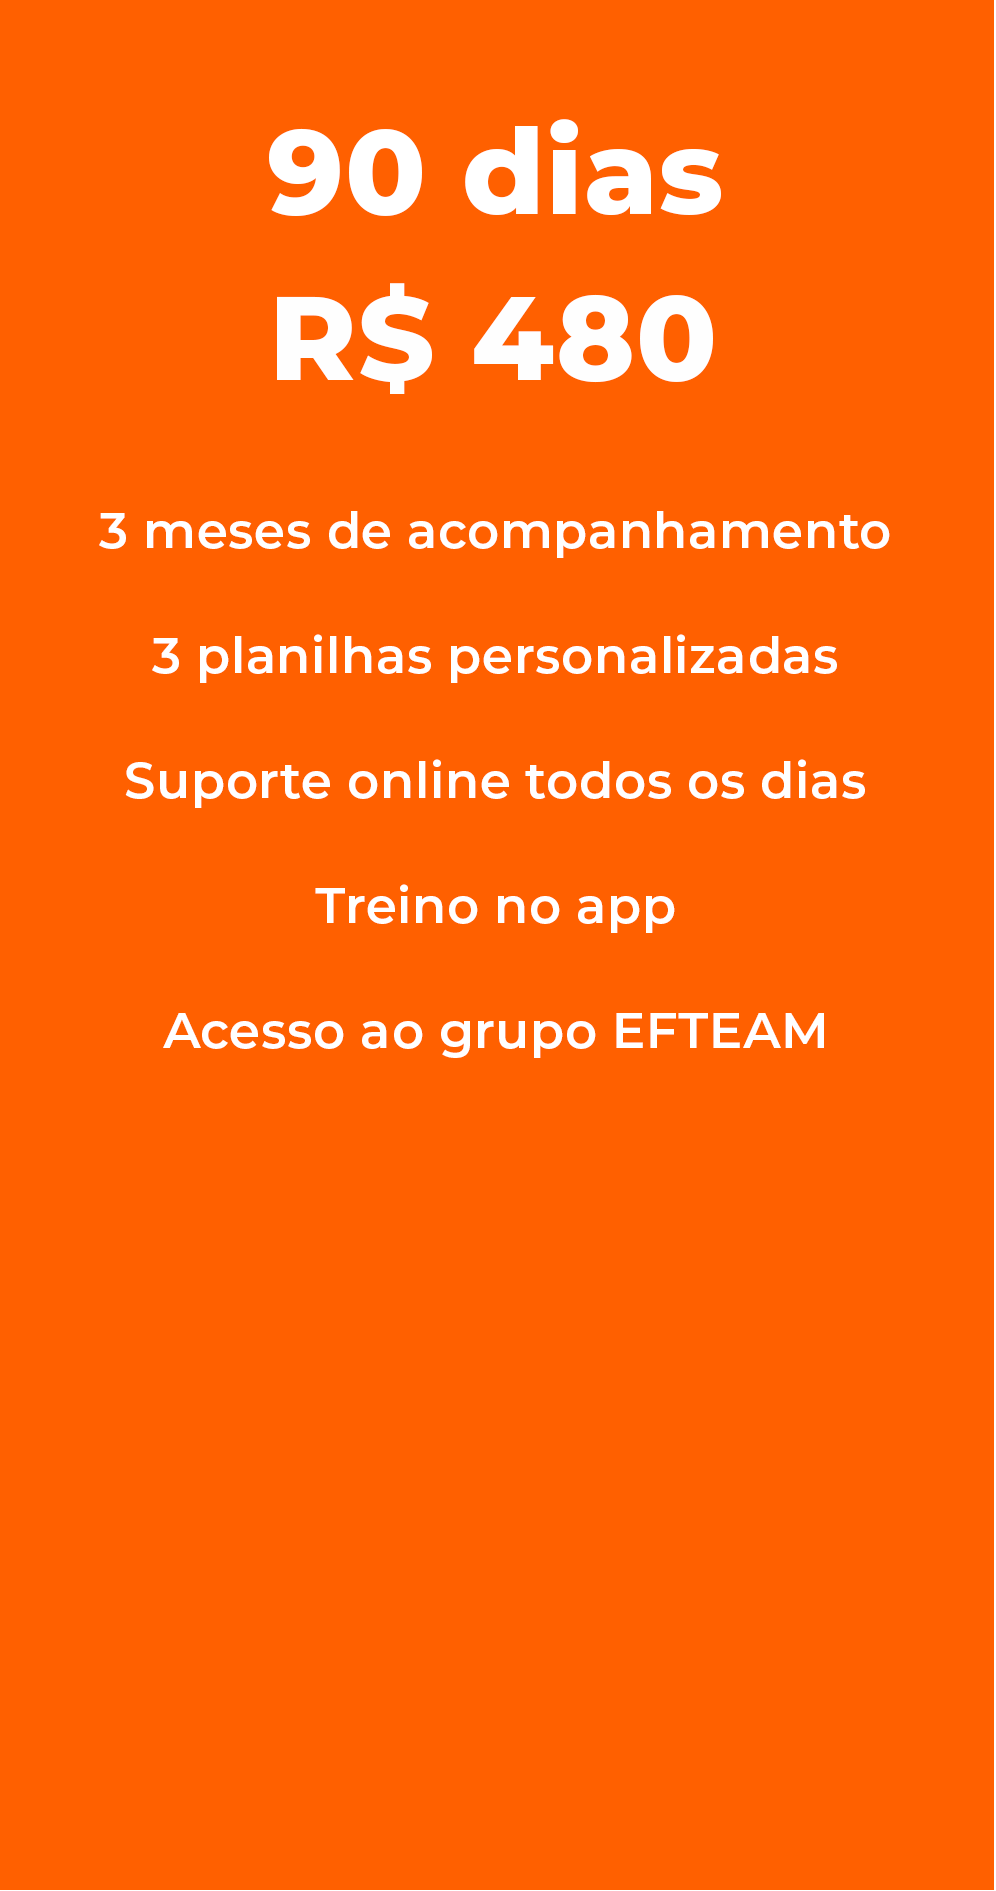 90 dias
R$ 480
3 meses de acompanhamento
3 planilhas personalizadas
Suporte online todos os dias
Treino no app
Acesso ao grupo EFTEAM